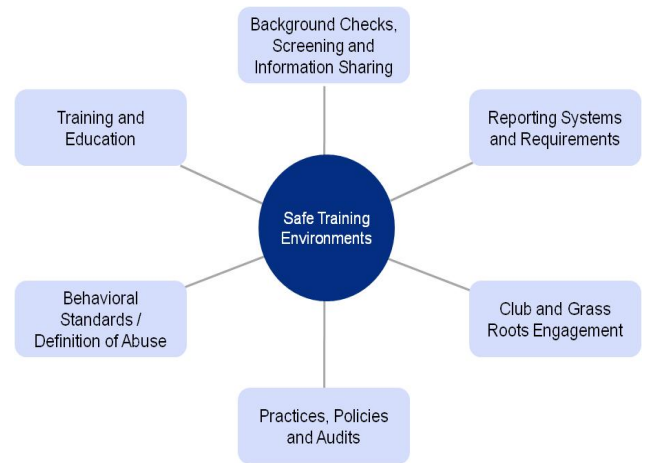 Background Checks,
Screening and
Information Sharing
Training and
Education
Reporting Systems
and Requirements
Safe Training
Environments
Behavioral
Standards /
Definition of Abuse
Club and Grass
Roots Engagement
Practices, Policies
and Audits